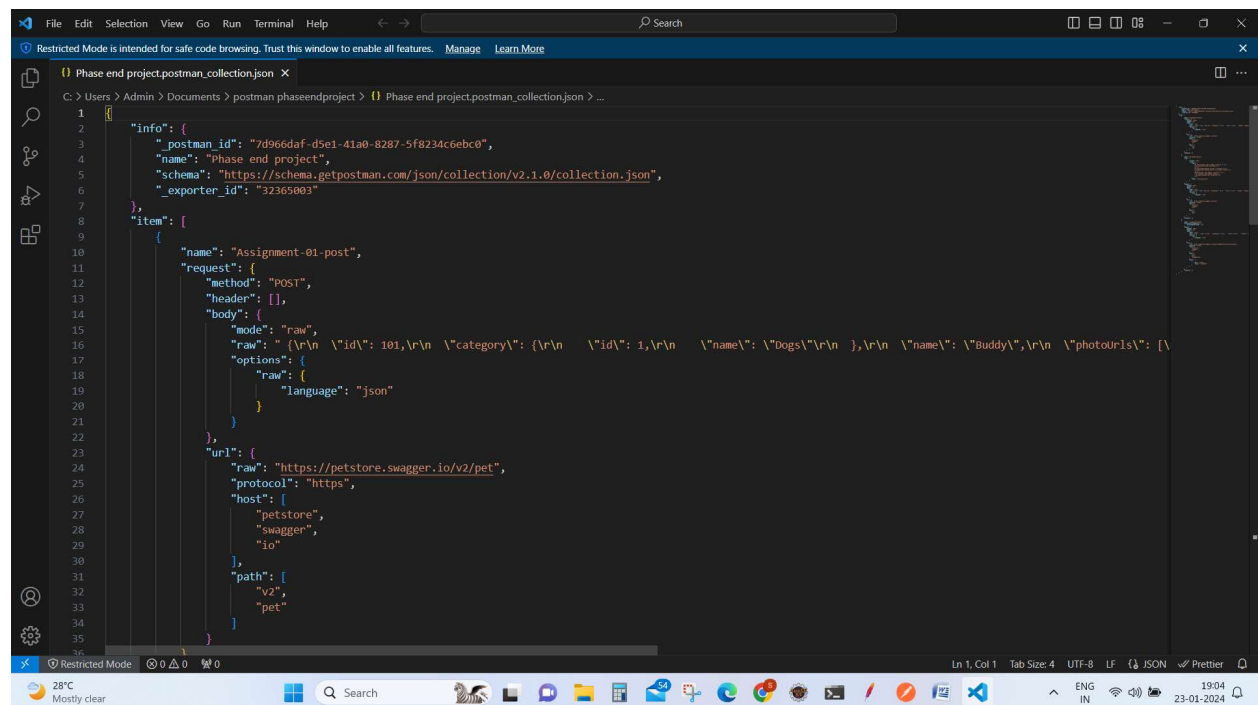 File Edit Selection View Go Run Terminal Help Search
Restricted Mode is intended for safe code browsing. Trust this window to enable all features. Manage Learn More
{} Phase end project.postman_collection.json
C: > Users > Admin > Documents > postman phaseendproject > {} Phase end project.postman_collection.json > ...
1 {
2 "info": {
3 "_postman_id": "7d966daf-d5e1-41a0-8287-5f8234c6ebc0",
4 "name": "Phase end project",
5 "schema": "https://schema.getpostman.com/json/collection/v2.1.0/collection.json",
6 "_exporter_id": "32365003"
7 },
8 "item": [
9 {
10 "name": "Assignment-01-post",
11 "request": {
12 "method": "POST",
13 "header": [],
14 "body": {
15 "mode": "raw",
16 "raw": " {\r\n \"id\": 101,\r\n \"category\": {\r\n \"id\": 1,\r\n \"name\": \"Dogs\"\r\n },\r\n \"name\": \"Buddy\",\r\n \"photoUrls\": [\
17 "options": {
18 "raw": {
19 "language": "json"
20 }
21 }
22 },
23 "url": {
24 "raw": "https://petstore.swagger.io/v2/pet",
25 "protocol": "https",
26 "host": [
27 "petstore",
28 "swagger",
29 "io"
30 ],
31 "path": [
32 "v2",
33 "pet"
34 ]
35 }
36 }
Restricted Mode 0 0 0 Ln 1, Col 1 Tab Size: 4 UTF-8 LF {} JSON Prettier
28°C Search 54 ENG 19:04
Mostly clear IN 23-01-2024